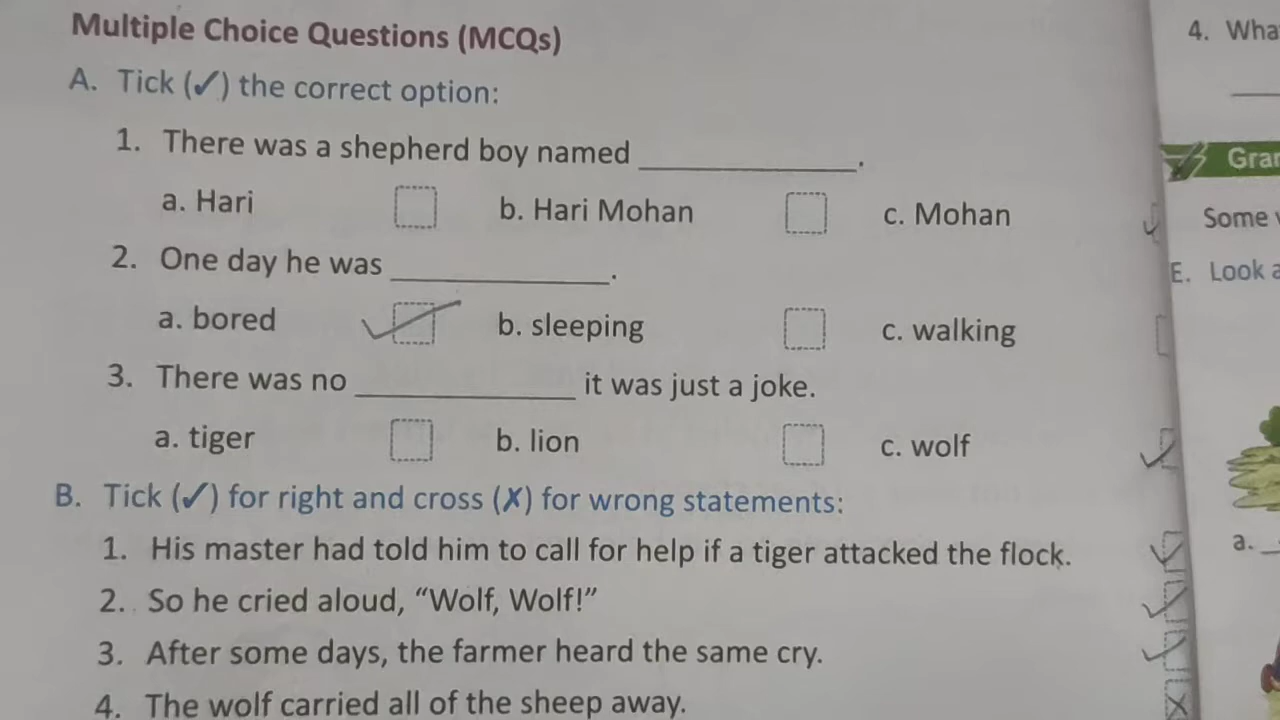 Multiple Choice Questions (MCQs)
A. Tick (✓) the correct option:
1. There was a shepherd boy named ____________.
a. Hari b. Hari Mohan c. Mohan
2. One day he was ____________.
a. bored ✓ b. sleeping c. walking
3. There was no ____________ it was just a joke.
a. tiger b. lion c. wolf ✓
B. Tick (✓) for right and cross (✗) for wrong statements:
1. His master had told him to call for help if a tiger attacked the flock. ✓
2. So he cried aloud, “Wolf, Wolf!” ✓
3. After some days, the farmer heard the same cry. ✓
4. The wolf carried all of the sheep away. ✗
4.
Some
E. Look
a.